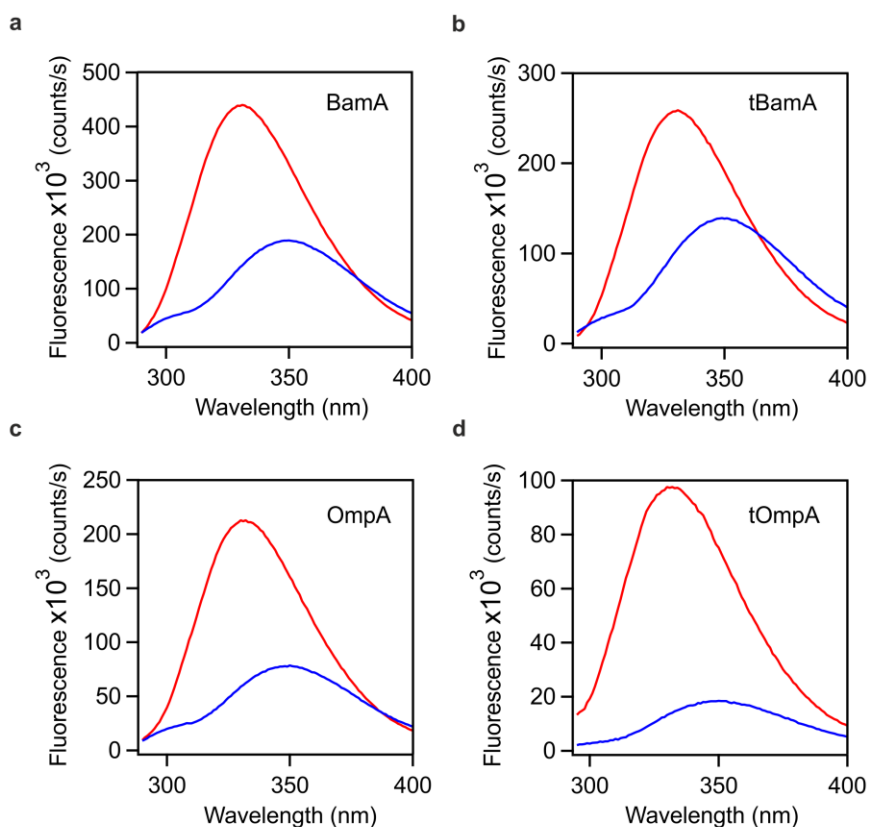 a
500
400
300
200
100
0
Fluorescence x10³ (counts/s)
BamA
300 350 400
Wavelength (nm)
b
300
200
100
0
Fluorescence x10³ (counts/s)
tBamA
300 350 400
Wavelength (nm)
c
250
200
150
100
50
0
Fluorescence x10³ (counts/s)
OmpA
300 350 400
Wavelength (nm)
d
100
80
60
40
20
0
Fluorescence x10³ (counts/s)
tOmpA
300 350 400
Wavelength (nm)